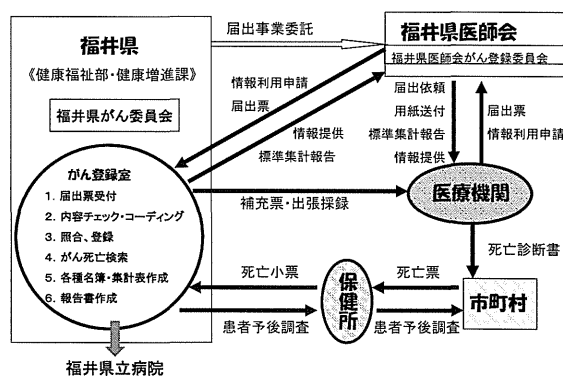 福井県
《健康福祉部・健康増進課》
福井県がん委員会
がん登録室
1. 届出票受付
2. 内容チェック・コーディング
3. 照合、登録
4. がん死亡検索
5. 各種名簿・集計表作成
6. 報告書作成
福井県立病院
届出事業委託
福井県医師会
福井県医師会がん登録委員会
情報利用申請
届出票
情報提供
標準集計報告
届出依頼
用紙送付
標準集計報告
情報提供
届出票
情報利用申請
医療機関
補充票・出張採録
死亡診断書
死亡小票
保健所
死亡票
市町村
患者予後調査
患者予後調査